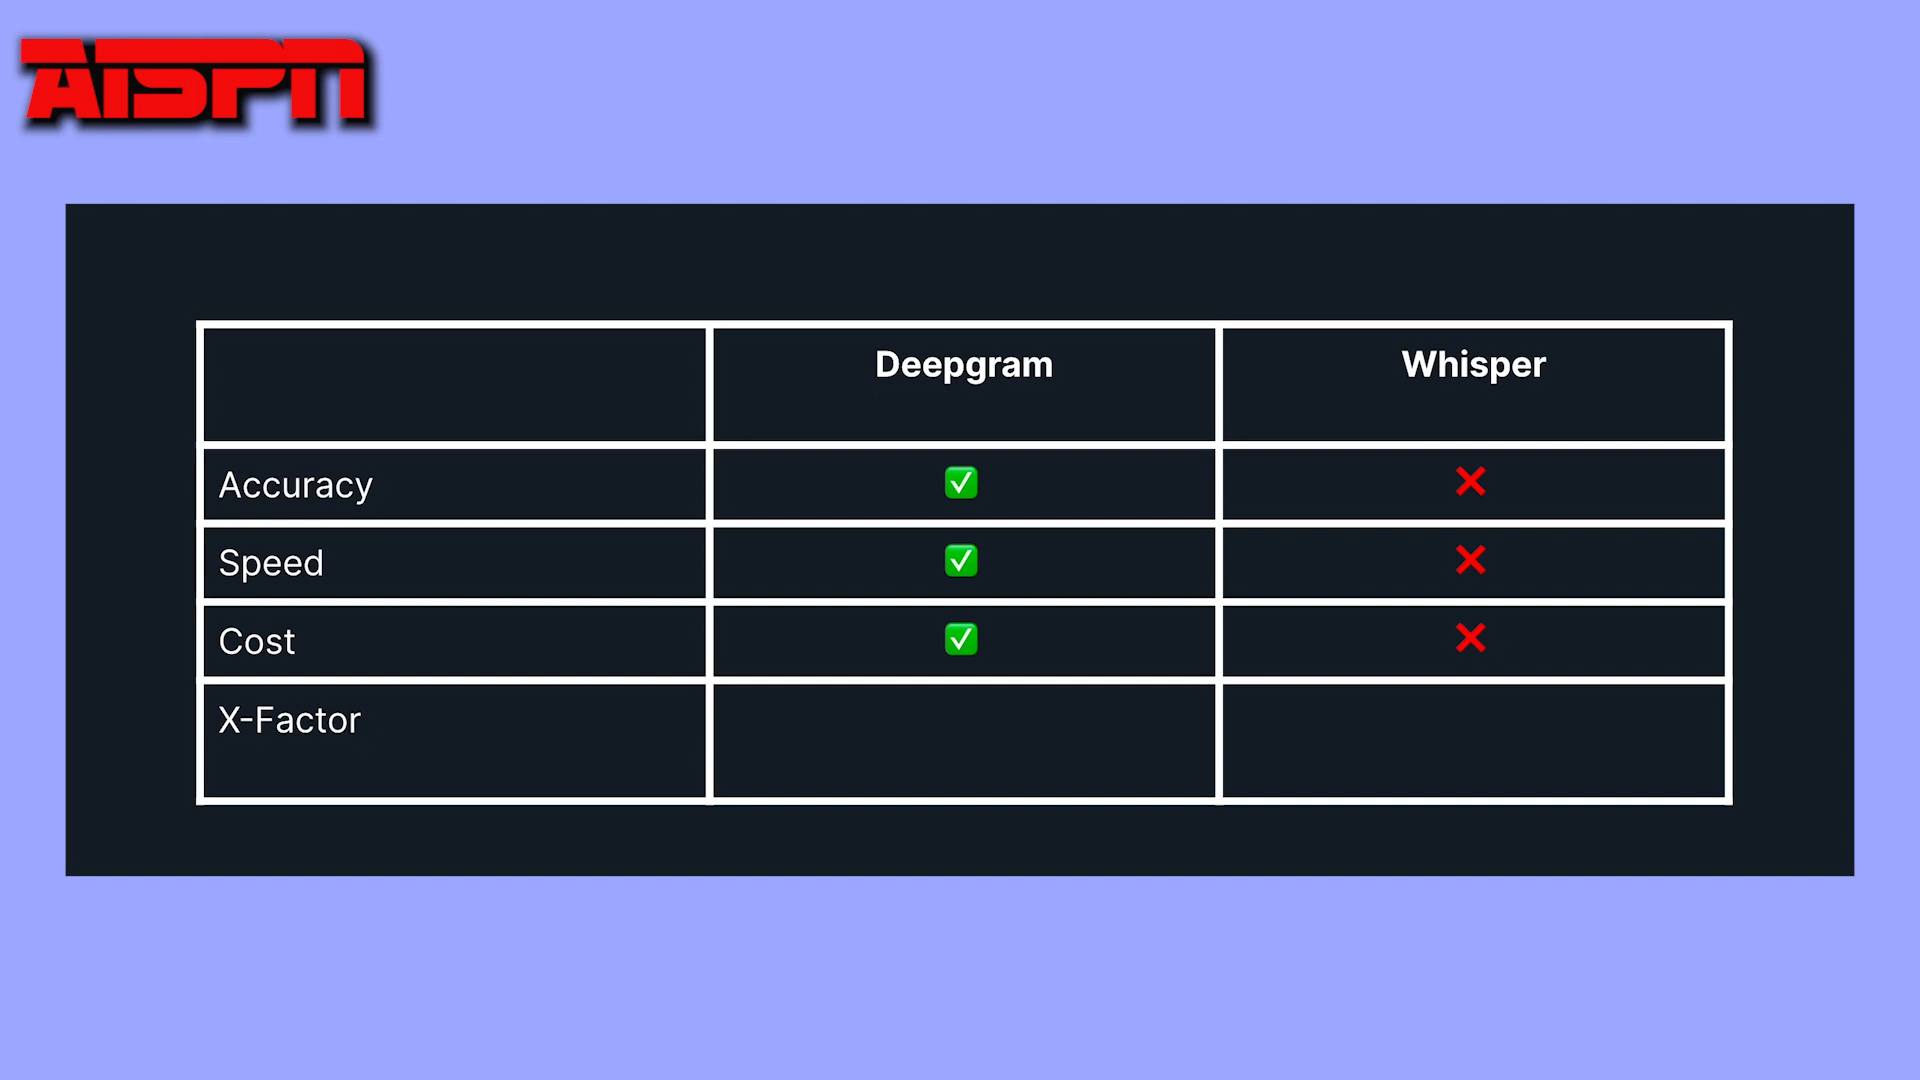 AISPN
Deepgram Whisper
Accuracy ✅ ❌
Speed ✅ ❌
Cost ✅ ❌
X-Factor